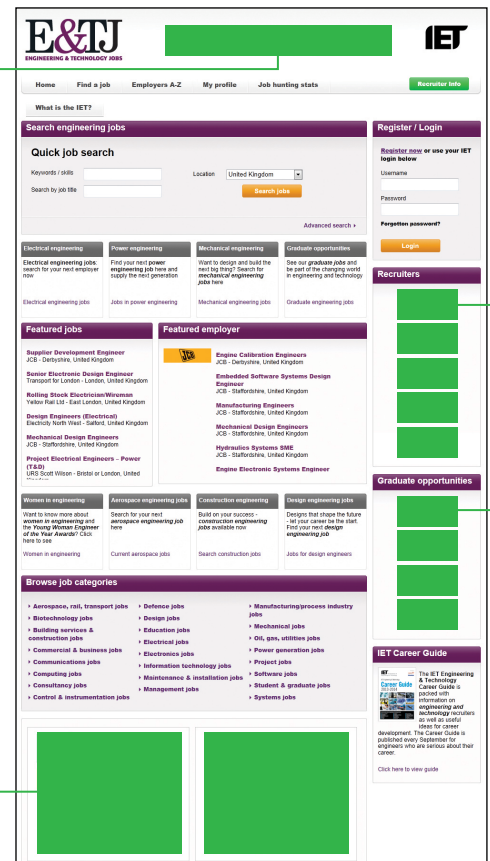 E&TJ
ENGINEERING & TECHNOLOGY JOBS
IET
Home Find a job Employers A-Z My profile Job hunting stats Recruiter Info
What is the IET?
Search engineering jobs
Quick job search
Keywords / skills
Location United Kingdom
Search by job title
Search jobs
Advanced search
Register / Login
Register now or use your IET
login below
Username
Password
Forgotten password?
Login
Electrical engineering
Electrical engineering jobs:
search for your next employer
now
Electrical engineering jobs
Power engineering
Find your next power
engineering job here and
supply the next generation
Jobs in power engineering
Mechanical engineering
Want to design and build the
next big thing? Search for
mechanical engineering
jobs here
Mechanical engineering jobs
Graduate opportunities
See our graduate jobs and
be part of the changing world
in engineering and technology
Graduate engineering jobs
Recruiters
Featured jobs
Supplier Development Engineer
JCB - Derbyshire, United Kingdom
Senior Electronic Design Engineer
Transport for London - London, United Kingdom
Rolling Stock Electrician/Wireman
Yellow Rail Ltd - East London, United Kingdom
Design Engineers (Electrical)
Electricity North West - Salford, United Kingdom
Mechanical Design Engineers
JCB - Staffordshire, United Kingdom
Project Electrical Engineers – Power
(T&D)
URS Scott Wilson - Bristol or London, United
Featured employer
JCB
Engine Calibration Engineers
JCB - Derbyshire, United Kingdom
Embedded Software Systems Design
Engineer
JCB - Staffordshire, United Kingdom
Manufacturing Engineers
JCB - Staffordshire, United Kingdom
Mechanical Design Engineers
JCB - Staffordshire, United Kingdom
Hydraulics Systems SME
JCB - Staffordshire, United Kingdom
Engine Electronic Systems Engineer
Graduate opportunities
Women in engineering
Want to know more about
women in engineering and
the Young Woman Engineer
of the Year Awards? Click
here to see
Women in engineering
Aerospace engineering jobs
Search for your next
aerospace engineering job
here
Current aerospace jobs
Construction engineering
Build on your success -
construction engineering
jobs available now
Search construction jobs
Design engineering jobs
Designs that shape the future
- let your career be the start.
Find your next design
engineering job
Jobs for design engineers
Browse job categories
Aerospace, rail, transport jobs
Biotechnology jobs
Building services &
construction jobs
Commercial & business jobs
Communications jobs
Computing jobs
Consultancy jobs
Control & instrumentation jobs
Defence jobs
Design jobs
Education jobs
Electrical jobs
Electronics jobs
Information technology jobs
Maintenance & installation jobs
Management jobs
Manufacturing/process industry
jobs
Mechanical jobs
Oil, gas, utilities jobs
Power generation jobs
Project jobs
Software jobs
Student & graduate jobs
Systems jobs
IET Career Guide
IET
Career Guide
The IET Engineering
& Technology
Career Guide is
packed with
information on
engineering and
technology recruiters
as well as useful
ideas for career
development. The Career Guide is
published every September for
engineers who are serious about their
career.
Click here to view guide